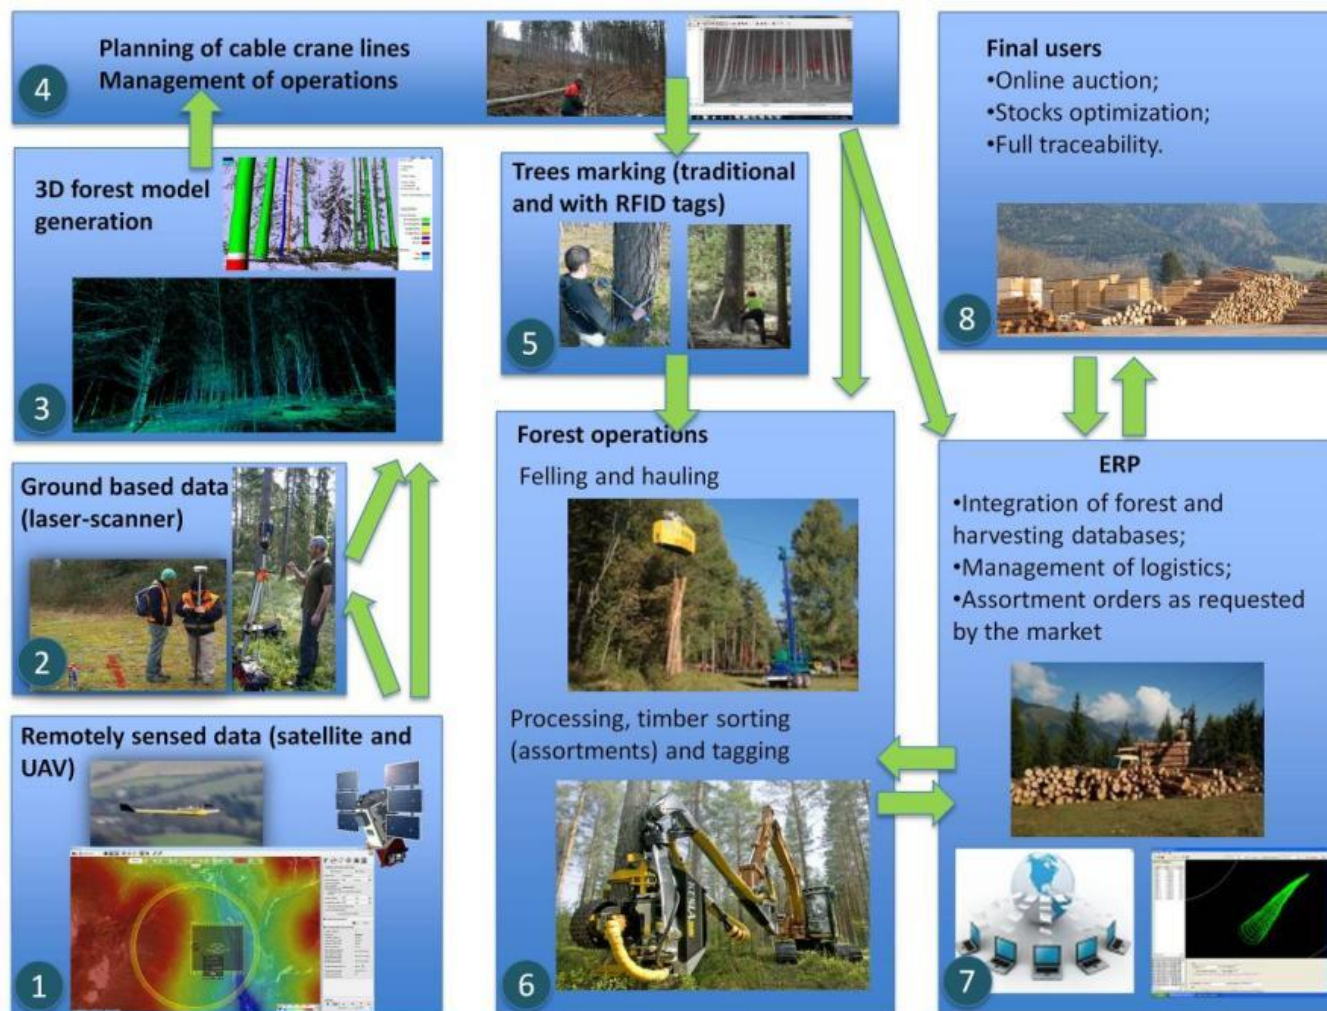 Planning of cable crane lines
Management of operations
4
3D forest model
generation
3
Ground based data
(laser-scanner)
2
Remotely sensed data (satellite and
UAV)
1
Trees marking (traditional
and with RFID tags)
5
Forest operations
Felling and hauling
Processing, timber sorting
(assortments) and tagging
6
Final users
•Online auction;
•Stocks optimization;
•Full traceability.
8
ERP
•Integration of forest and
harvesting databases;
•Management of logistics;
•Assortment orders as requested
by the market
7